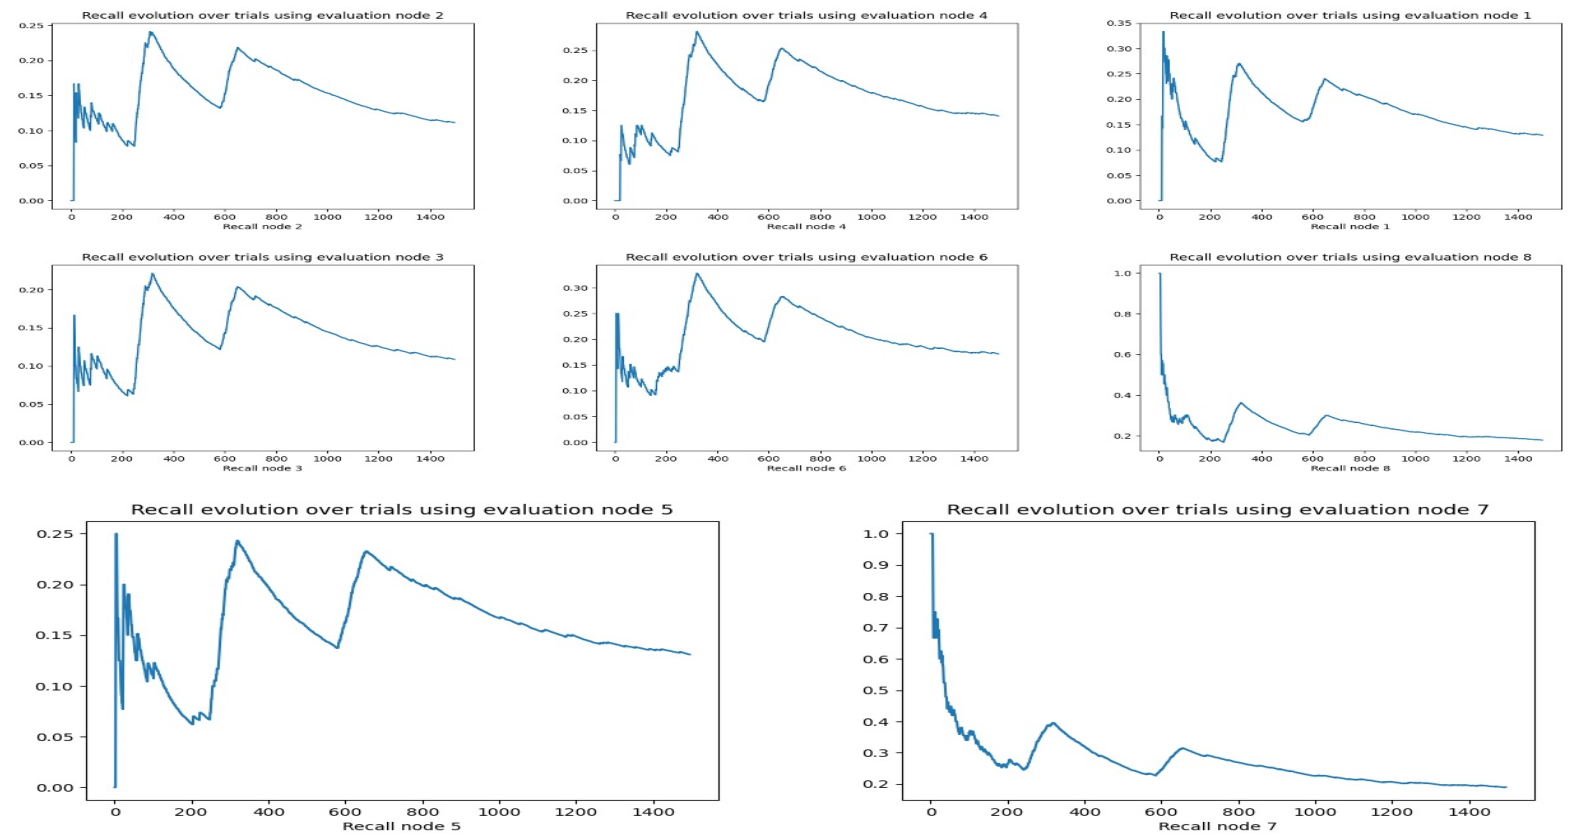 Recall evolution over trials using evaluation node 2
0.25
0.20
0.15
0.10
0.05
0.00
0 200 400 600 800 1000 1200 1400
Recall node 2
Recall evolution over trials using evaluation node 4
0.25
0.20
0.15
0.10
0.05
0.00
0 200 400 600 800 1000 1200 1400
Recall node 4
Recall evolution over trials using evaluation node 1
0.35
0.30
0.25
0.20
0.15
0.10
0.05
0.00
0 200 400 600 800 1000 1200 1400
Recall node 1
Recall evolution over trials using evaluation node 3
0.20
0.15
0.10
0.05
0.00
0 200 400 600 800 1000 1200 1400
Recall node 3
Recall evolution over trials using evaluation node 6
0.30
0.25
0.20
0.15
0.10
0.05
0.00
0 200 400 600 800 1000 1200 1400
Recall node 6
Recall evolution over trials using evaluation node 8
1.0
0.8
0.6
0.4
0.2
0 200 400 600 800 1000 1200 1400
Recall node 8
Recall evolution over trials using evaluation node 5
0.25
0.20
0.15
0.10
0.05
0.00
0 200 400 600 800 1000 1200 1400
Recall node 5
Recall evolution over trials using evaluation node 7
1.0
0.9
0.8
0.7
0.6
0.5
0.4
0.3
0.2
0 200 400 600 800 1000 1200 1400
Recall node 7